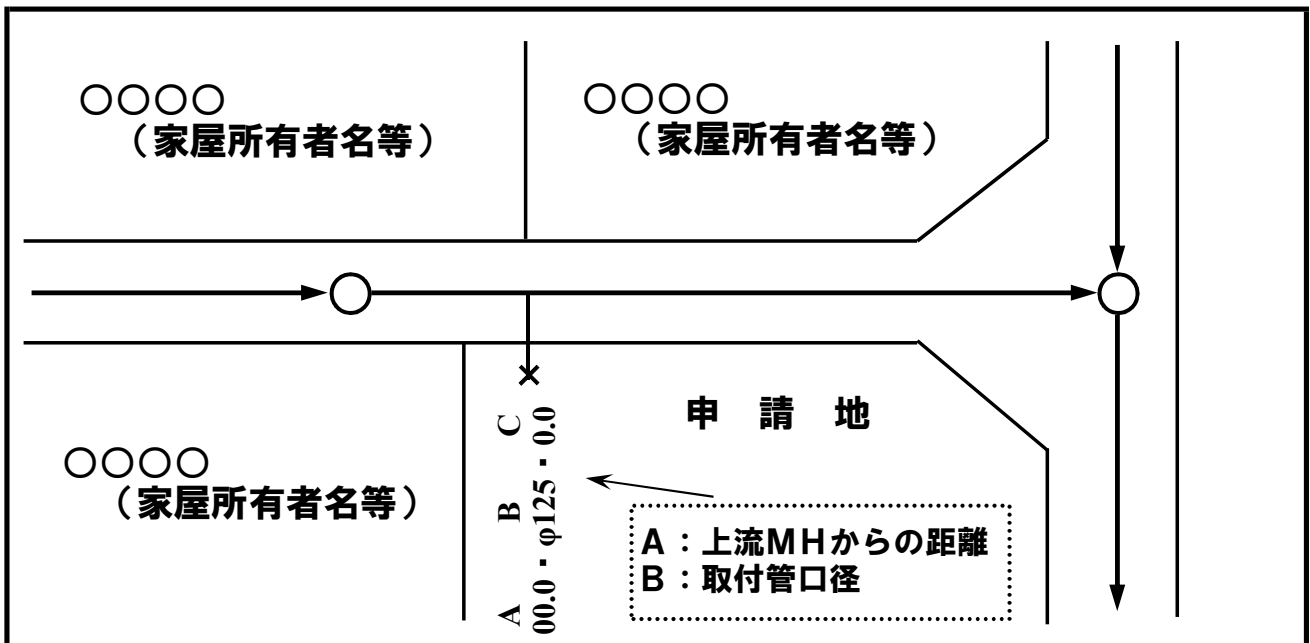 ○○○○
（家屋所有者名等）
○○○○
（家屋所有者名等）
申 請 地
○○○○
（家屋所有者名等）
A B C
00.0・φ125・0.0
A：上流MHからの距離
B：取付管口径